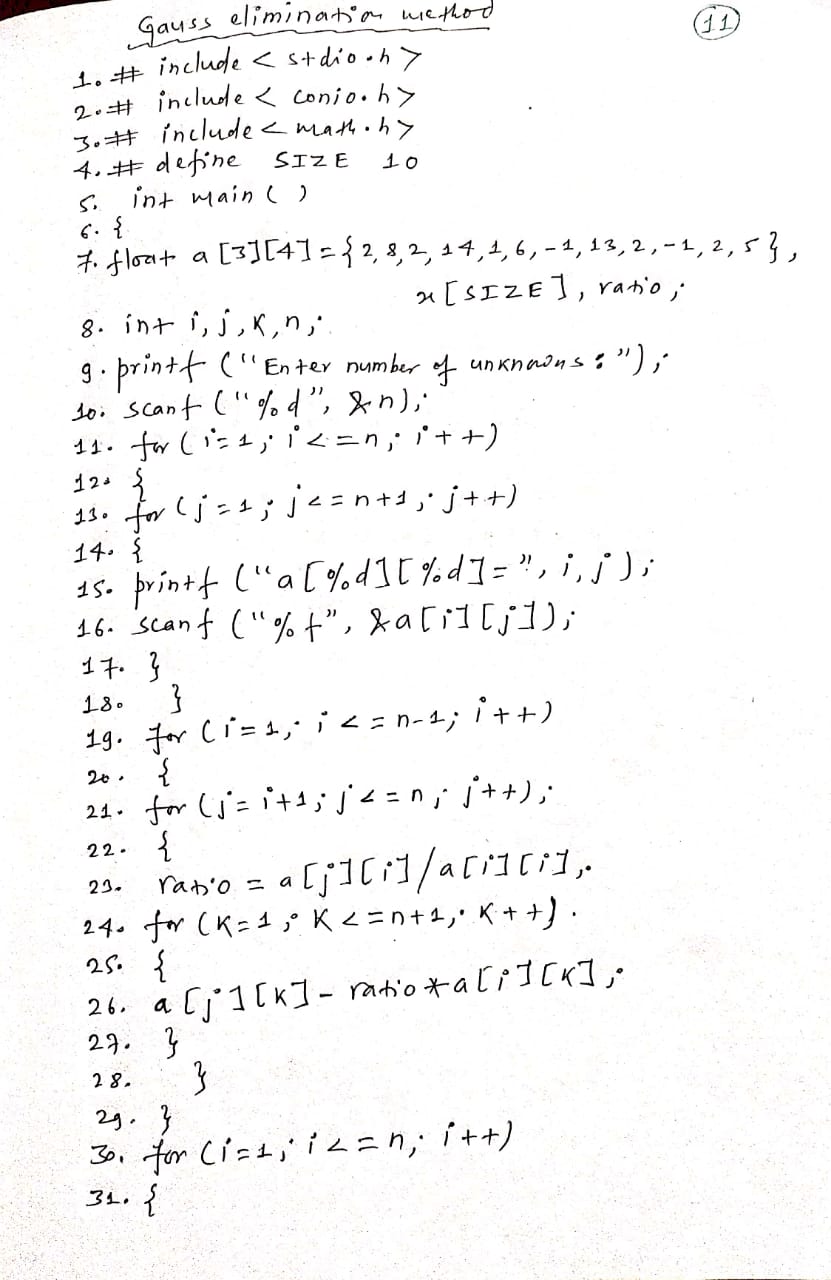 Gauss elimination method
11
1. # include < stdio.h >
2. # include < conio.h >
3. # include < math.h >
4. # define SIZE 10
5. int main ( )
6. {
7. float a [3][4] = { 2, 8, 2, 14, 1, 6, -1, 13, 2, -1, 2, 5 },
x [SIZE], ratio ;
8. int i, j, k, n ;
9. printf ("Enter number of unknowns : ") ;
10. scanf ("%d", &n) ;
11. for (i = 1; i <= n; i + +)
12. {
13. for (j = 1 ; j <= n+1 ; j + +)
14. {
15. printf ("a[%d][%d] = ", i, j ) ;
16. scanf ("%f", &a[i][j]) ;
17. }
18. }
19. for (i = 1; i <= n-1; i + +)
20. {
21. for (j = i+1; j <= n ; j + +) ;
22. {
23. ratio = a[j][i]/a[i][i],
24. for (K=1 ; K <= n+1; K + +) .
25. {
26. a [j][K] - ratio * a[i][K] ;
27. }
28. }
29. }
30. for (i = 1; i <= n; i + +)
31. {